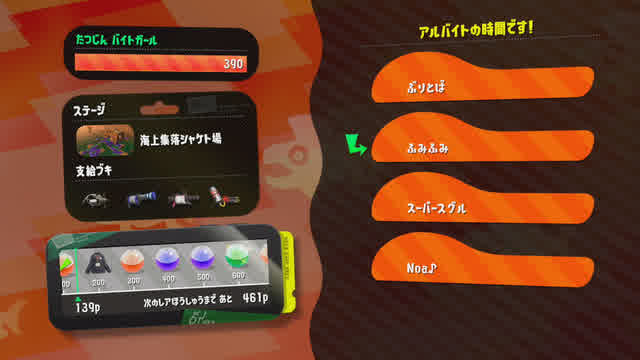 たつじん バイトガール
390
ステージ
海上集落シャケト場
支給ブキ
200 300 400 500 600
139p 次のレアほうしゅうまで あと 461p
アルバイトの時間です!
ぶりとば
ふみふみ
スーパースグル
Noa♪